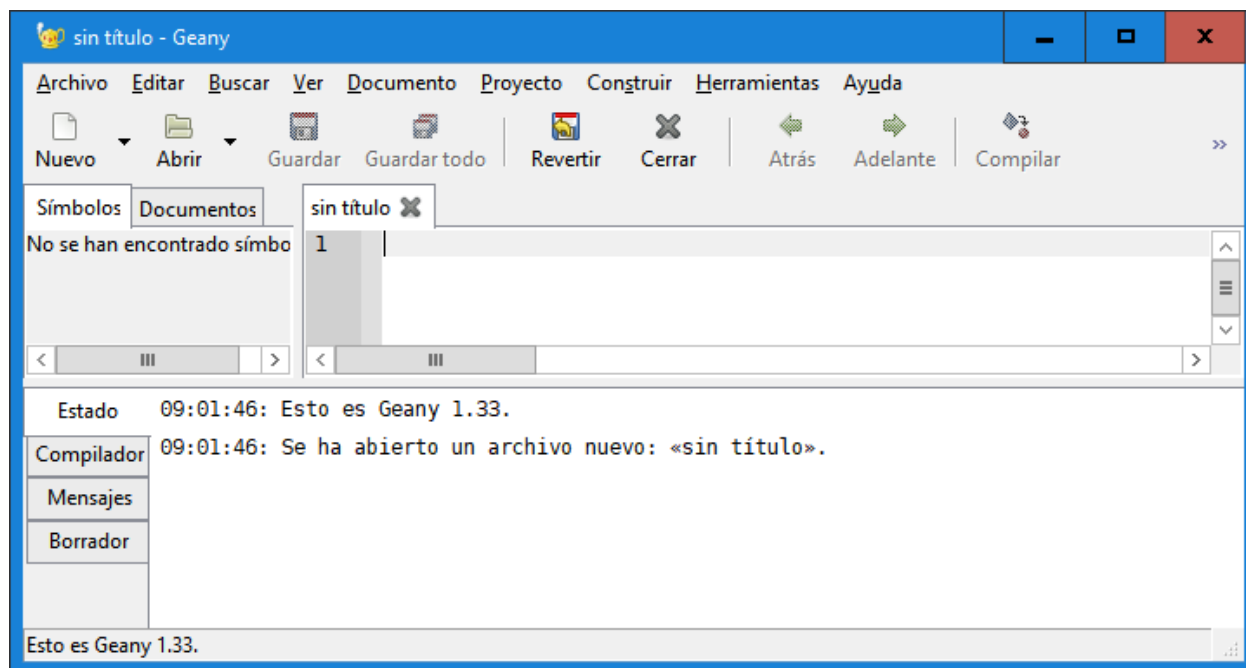 sin título - Geany
Archivo Editar Buscar Ver Documento Proyecto Construir Herramientas Ayuda
Nuevo Abrir Guardar Guardar todo Revertir Cerrar Atrás Adelante Compilar
Símbolos Documentos sin título
No se han encontrado símbo 1
Estado 09:01:46: Esto es Geany 1.33.
Compilador 09:01:46: Se ha abierto un archivo nuevo: «sin título».
Mensajes
Borrador
Esto es Geany 1.33.